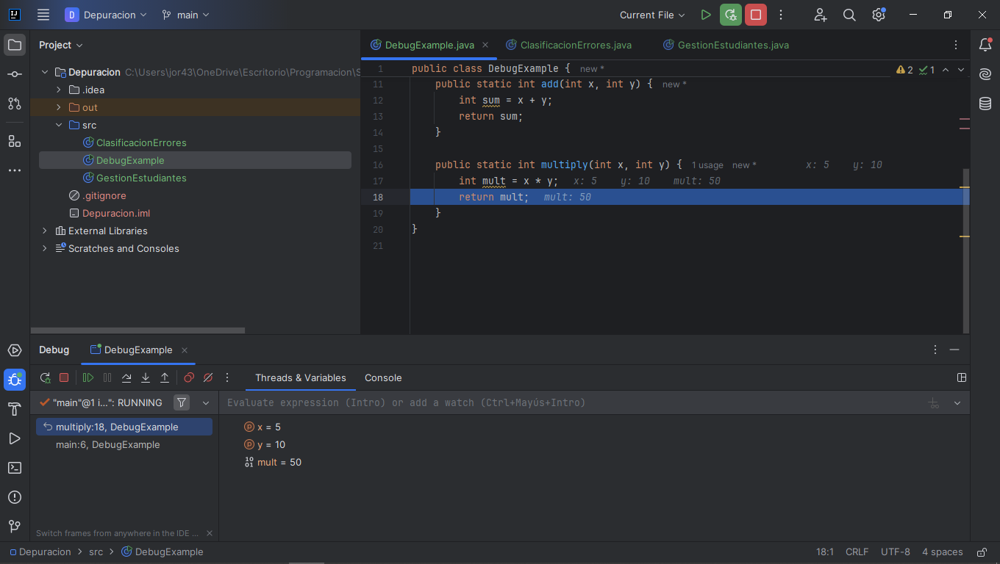 IJ D Depuracion main Current File
Project
Depuracion C:\Users\jor43\OneDrive\Escritorio\Programacion\S
.idea
out
src
ClasificacionErrores
DebugExample
GestionEstudiantes
.gitignore
Depuracion.iml
External Libraries
Scratches and Consoles
DebugExample.java ClasificacionErrores.java GestionEstudiantes.java
1 public class DebugExample { new * 2 1
11 public static int add(int x, int y) { new *
12 int sum = x + y;
13 return sum;
14 }
15
16 public static int multiply(int x, int y) { 1 usage new * x: 5 y: 10
17 int mult = x * y; x: 5 y: 10 mult: 50
18 return mult; mult: 50
19 }
20 }
21
Debug DebugExample
Threads & Variables Console
"main"@1 i...": RUNNING
Evaluate expression (Intro) or add a watch (Ctrl+Mayús+Intro)
multiply:18, DebugExample
main:6, DebugExample
p x = 5
p y = 10
10 01 mult = 50
Switch frames from anywhere in the IDE ...
Depuracion src DebugExample 18:1 CRLF UTF-8 4 spaces